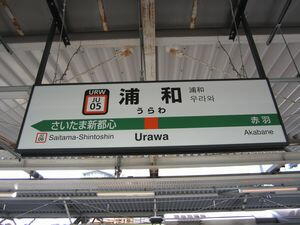 URW
JU
05
浦和
浦和
우라와
うらわ
さいたま新都心
赤羽
Saitama-Shintoshin
Urawa
Akabane